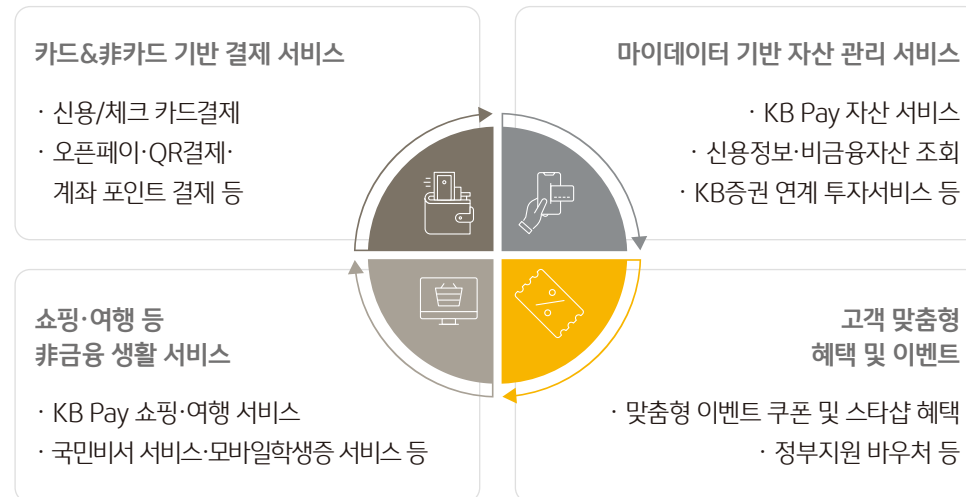 카드&非카드 기반 결제 서비스
· 신용/체크 카드결제
· 오픈페이·QR결제·
계좌 포인트 결제 등
마이데이터 기반 자산 관리 서비스
· KB Pay 자산 서비스
· 신용정보·비금융자산 조회
· KB증권 연계 투자서비스 등
쇼핑·여행 등
非금융 생활 서비스
· KB Pay 쇼핑·여행 서비스
· 국민비서 서비스·모바일학생증 서비스 등
고객 맞춤형
혜택 및 이벤트
· 맞춤형 이벤트 쿠폰 및 스타샵 혜택
· 정부지원 바우처 등